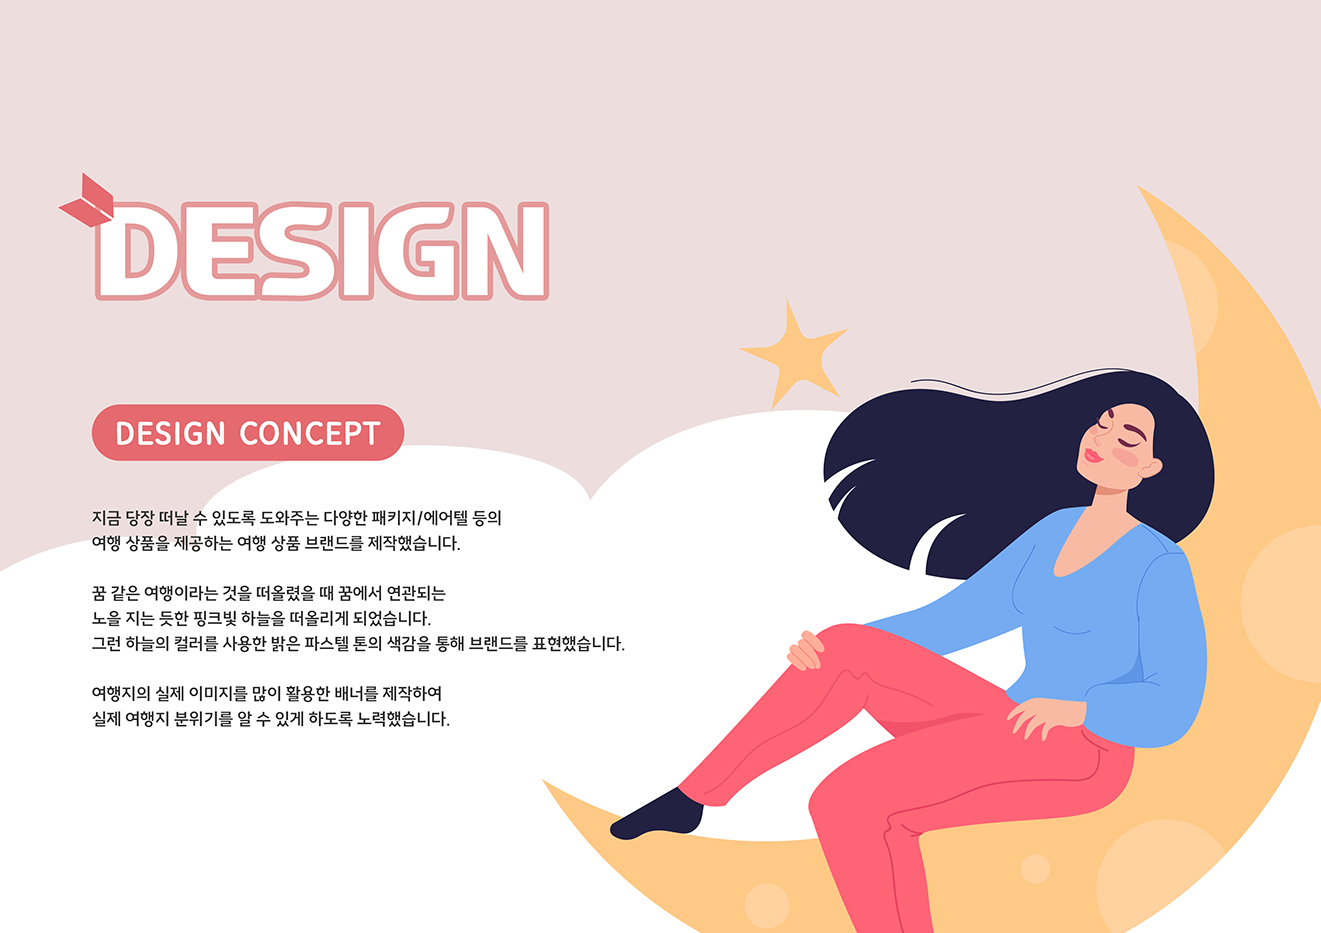 DESIGN
DESIGN CONCEPT
지금 당장 떠날 수 있도록 도와주는 다양한 패키지/에어텔 등의
여행 상품을 제공하는 여행 상품 브랜드를 제작했습니다.
꿈 같은 여행이라는 것을 떠올렸을 때 꿈에서 연관되는
노을 지는 듯한 핑크빛 하늘을 떠올리게 되었습니다.
그런 하늘의 컬러를 사용한 밝은 파스텔 톤의 색감을 통해 브랜드를 표현했습니다.
여행지의 실제 이미지를 많이 활용한 배너를 제작하여
실제 여행지 분위기를 알 수 있게 하도록 노력했습니다.